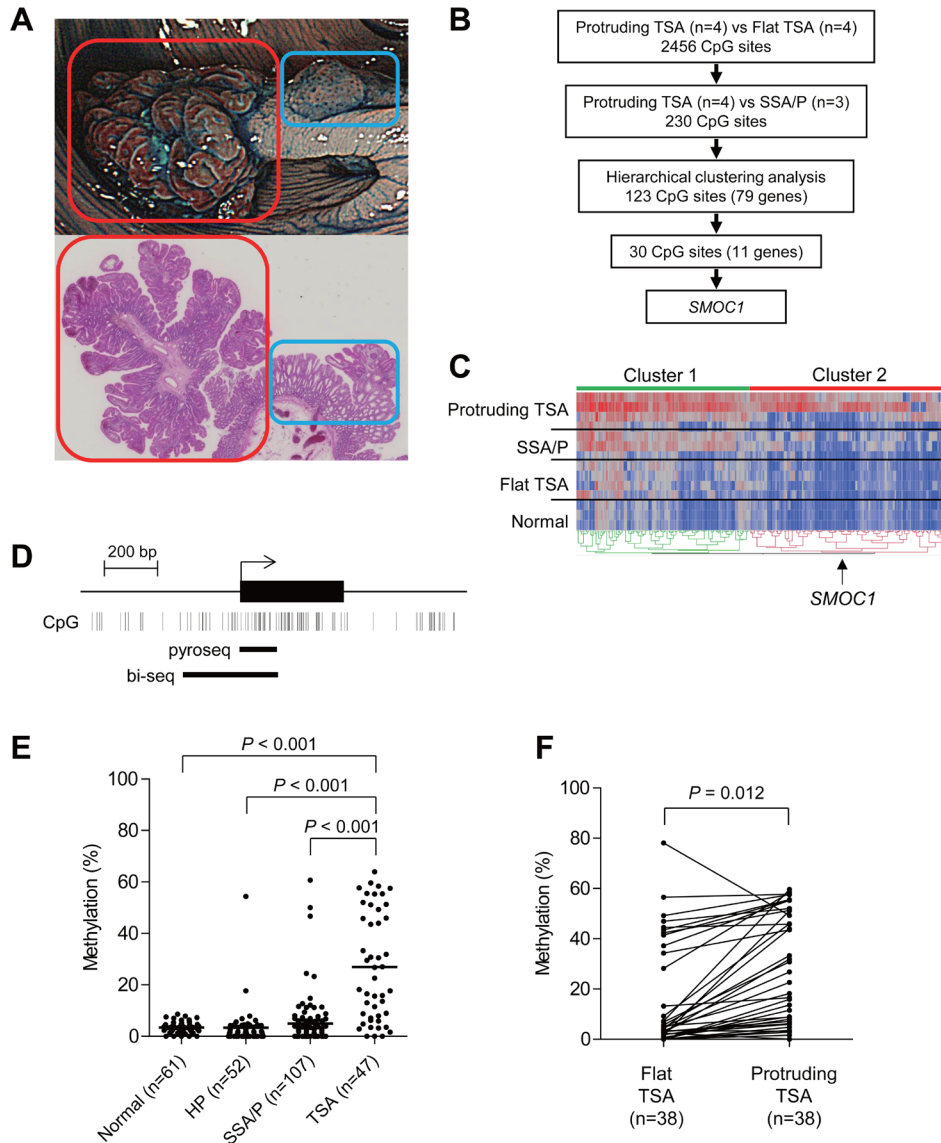 A
B
Protruding TSA (n=4) vs Flat TSA (n=4)
2456 CpG sites
Protruding TSA (n=4) vs SSA/P (n=3)
230 CpG sites
Hierarchical clustering analysis
123 CpG sites (79 genes)
30 CpG sites (11 genes)
SMOC1
C
Cluster 1
Cluster 2
Protruding TSA
SSA/P
Flat TSA
Normal
SMOC1
D
200 bp
CpG
pyroseq
bi-seq
E
P < 0.001
P < 0.001
P < 0.001
Methylation (%)
100
80
60
40
20
0
Normal (n=61)
HP (n=52)
SSA/P (n=107)
TSA (n=47)
F
P = 0.012
Methylation (%)
100
80
60
40
20
0
Flat
TSA
(n=38)
Protruding
TSA
(n=38)